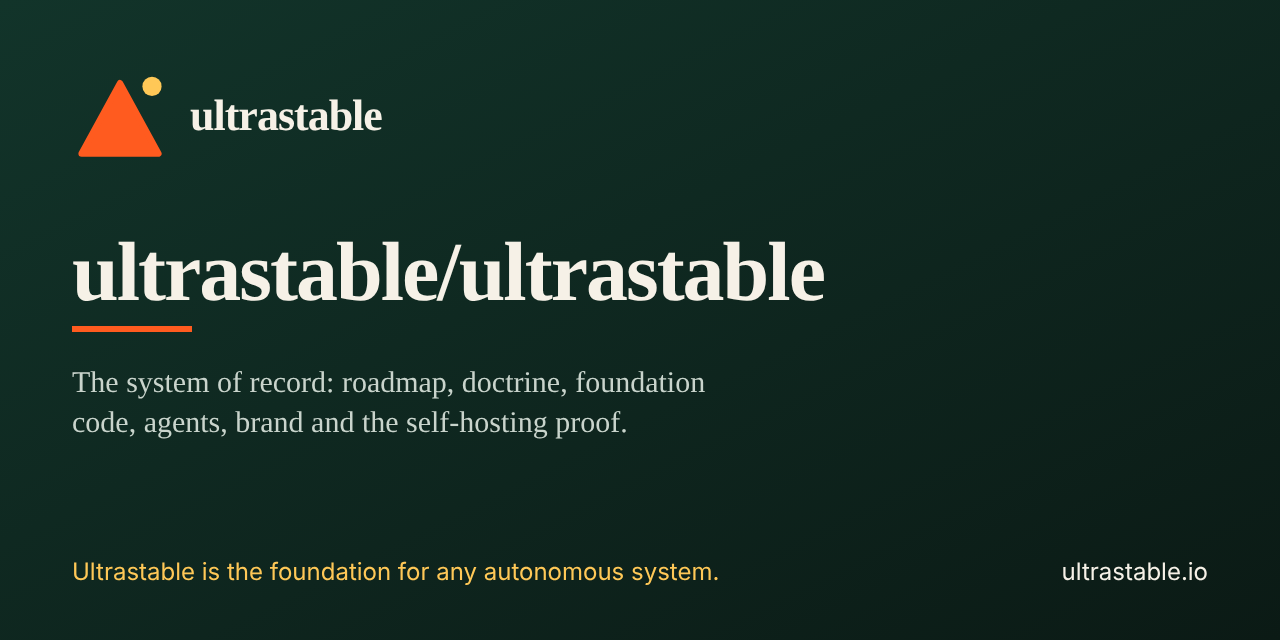 ultrastable
ultrastable/ultrastable
The system of record: roadmap, doctrine, foundation
code, agents, brand and the self-hosting proof.
Ultrastable is the foundation for any autonomous system.
ultrastable.io